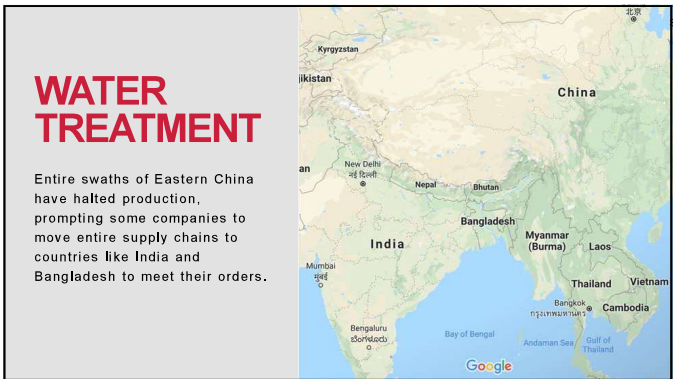 WATER
TREATMENT
Entire swaths of Eastern China
have halted production,
prompting some companies to
move entire supply chains to
countries like India and
Bangladesh to meet their orders.
北京
Kyrgyzstan
jikistan
China
an
New Delhi
नई दिल्ली
Nepal
Bhutan
Bangladesh
India
Myanmar
(Burma)
Laos
Mumbai
मुंबई
Thailand
Vietnam
Bangkok
กรุงเทพมหานคร
Cambodia
Bengaluru
ಬೆಂಗಳೂರು
Bay of Bengal
Andaman Sea
Gulf of
Thailand
Google